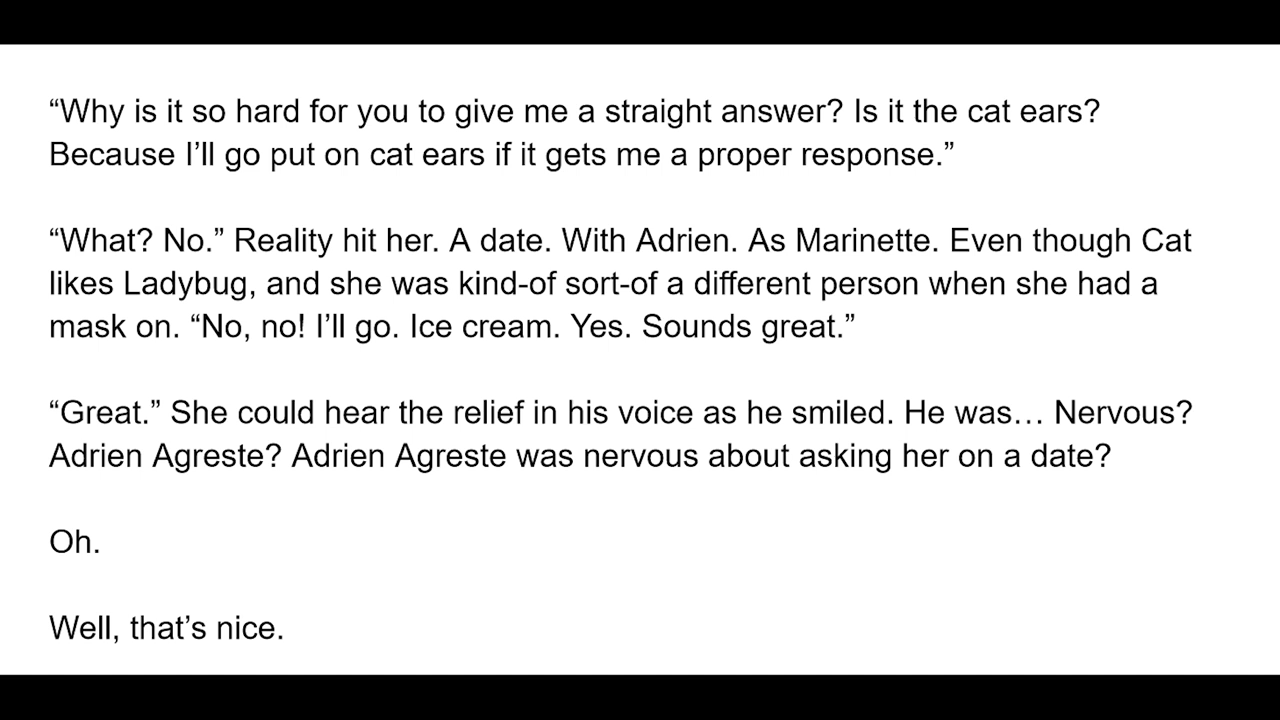 “Why is it so hard for you to give me a straight answer? Is it the cat ears?
Because I’ll go put on cat ears if it gets me a proper response.”
“What? No.” Reality hit her. A date. With Adrien. As Marinette. Even though Cat
likes Ladybug, and she was kind-of sort-of a different person when she had a
mask on. “No, no! I’ll go. Ice cream. Yes. Sounds great.”
“Great.” She could hear the relief in his voice as he smiled. He was… Nervous?
Adrien Agreste? Adrien Agreste was nervous about asking her on a date?
Oh.
Well, that’s nice.